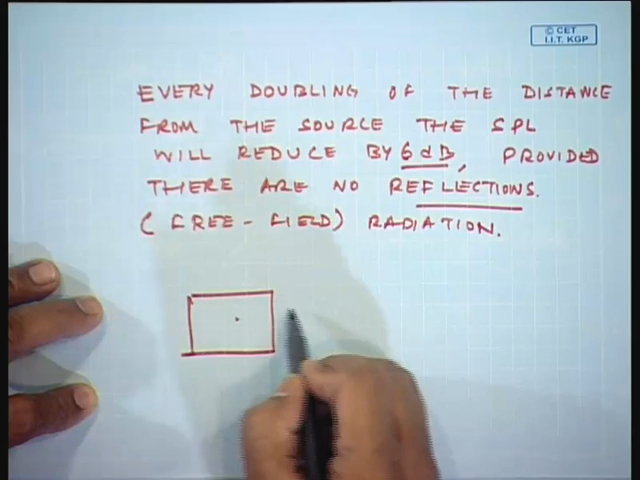 © CET
I.I.T. KGP
EVERY DOUBLING OF THE DISTANCE
FROM THE SOURCE THE SPL
WILL REDUCE BY 6 dB, PROVIDED
THERE ARE NO REFLECTIONS.
(FREE-FIELD) RADIATION.